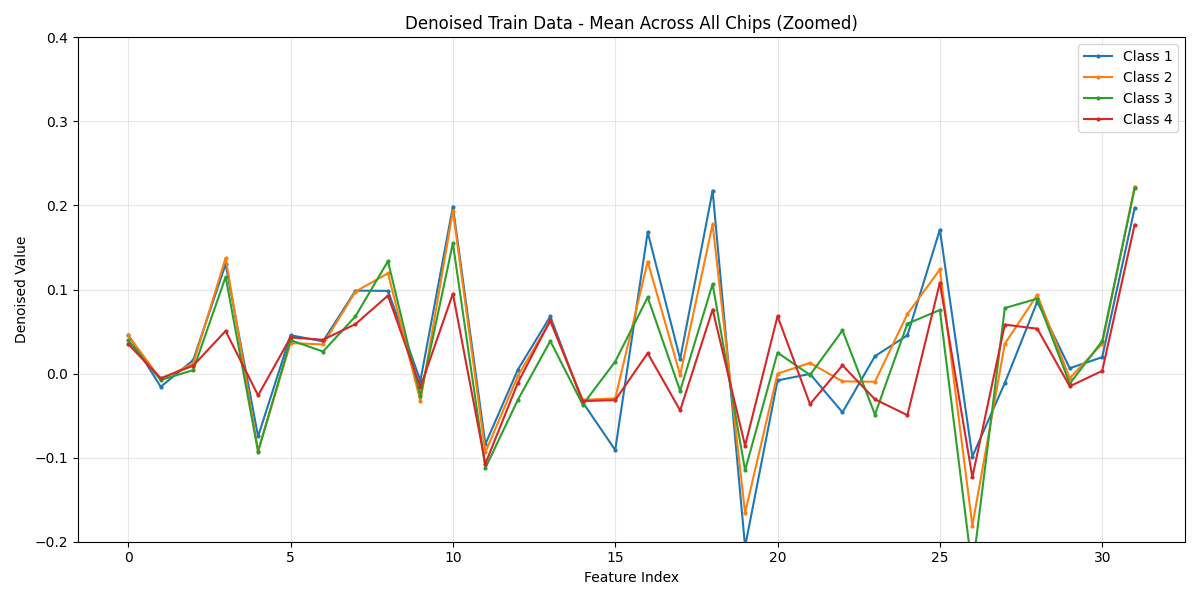 Denoised Train Data - Mean Across All Chips (Zoomed)
0.4
0.3
0.2
0.1
0.0
−0.1
−0.2
Denoised Value
Class 1
Class 2
Class 3
Class 4
0 5 10 15 20 25 30
Feature Index